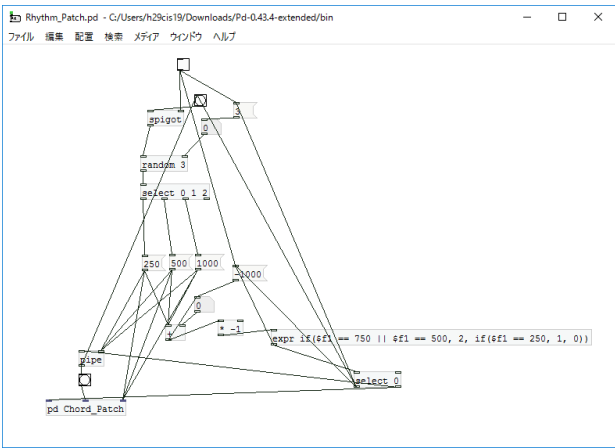 Rhythm_Patch.pd - C:/Users/h29cis19/Downloads/Pd-0.43.4-extended/bin
ファイル 編集 配置 検索 メディア ウィンドウ ヘルプ
3
spigot
0
random 3
select 0 1 2
250 500 1000
-1000
0
+
* -1
expr if($f1 == 750 || $f1 == 500, 2, if($f1 == 250, 1, 0))
pipe
select 0
pd Chord_Patch